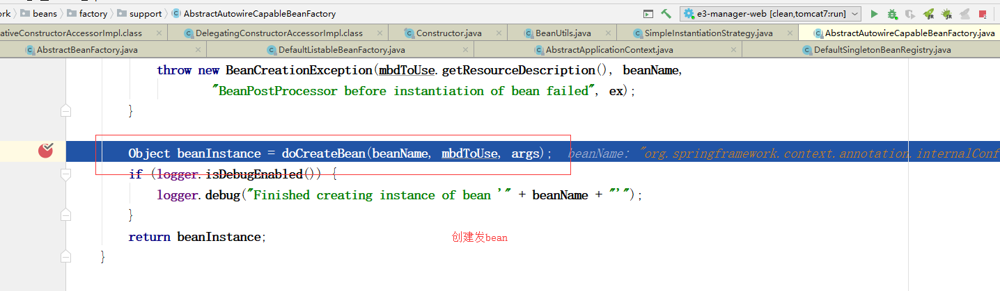 ork beans factory support AbstractAutowireCapableBeanFactory e3-manager-web [clean,tomcat7:run]
ativeConstructorAccessorImpl.class DelegatingConstructorAccessorImpl.class Constructor.java BeanUtils.java SimpleInstantiationStrategy.java AbstractAutowireCapableBeanFactory.java
AbstractBeanFactory.java DefaultListableBeanFactory.java AbstractApplicationContext.java DefaultSingletonBeanRegistry.java
throw new BeanCreationException(mbdToUse.getResourceDescription(), beanName,
"BeanPostProcessor before instantiation of bean failed", ex);
}
Object beanInstance = doCreateBean(beanName, mbdToUse, args); beanName: "org.springframework.context.annotation.internalConf
if (logger.isDebugEnabled()) {
logger.debug("Finished creating instance of bean '" + beanName + "'");
}
return beanInstance;
创建发bean
}